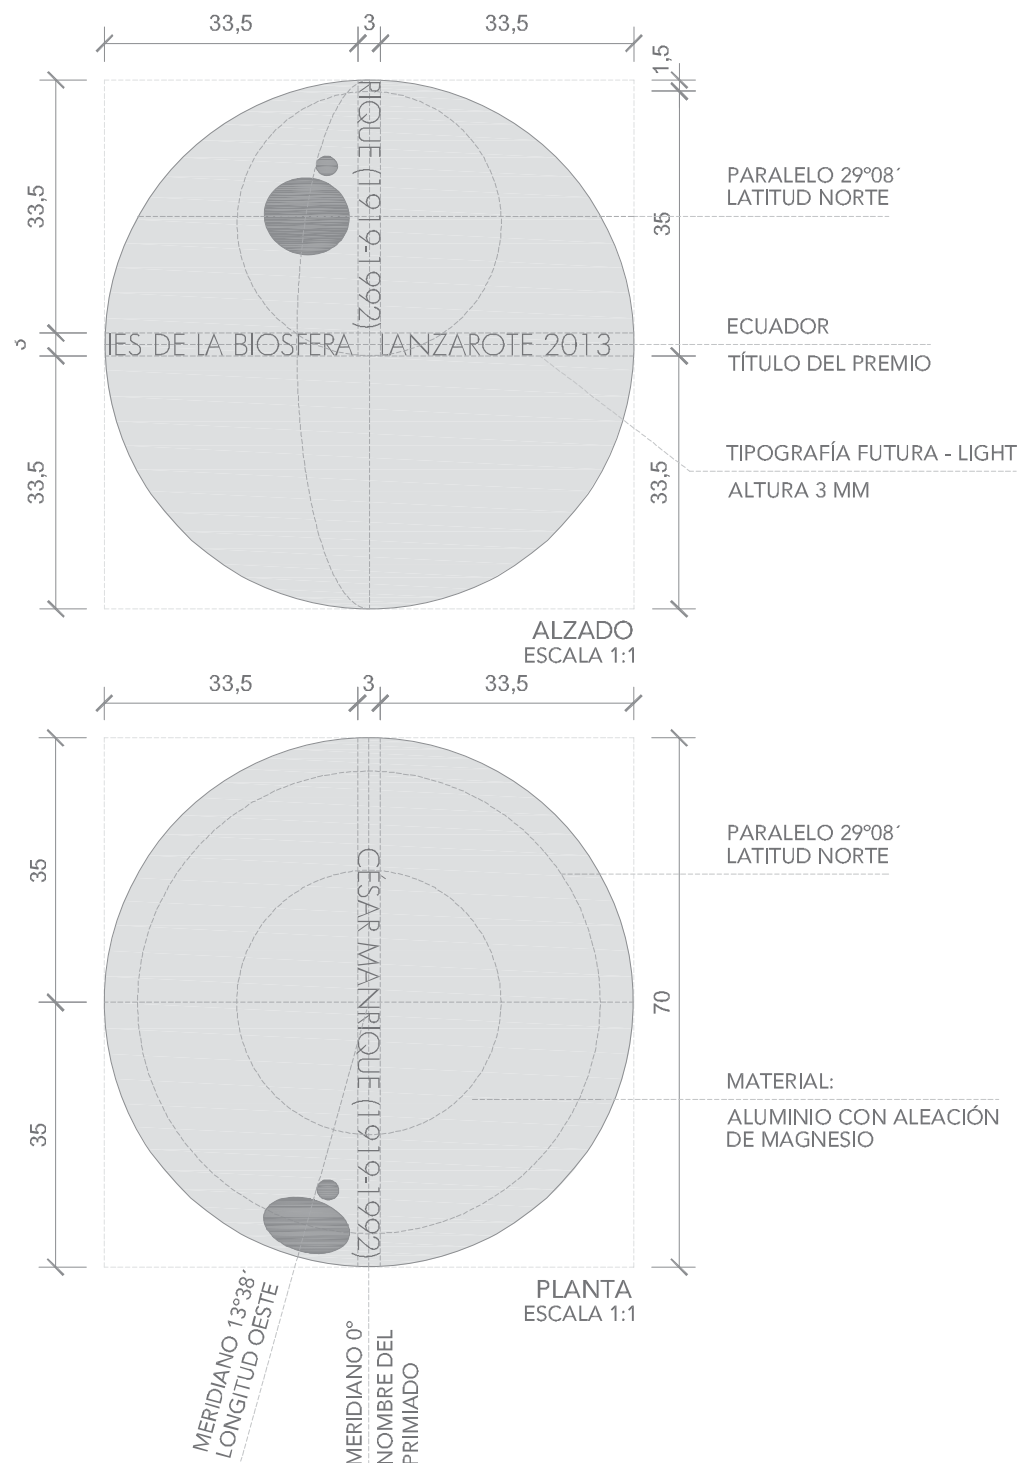 33,5 3 33,5
1,5
RIQUE (1919-1992)
33,5
35
PARALELO 29º08´
LATITUD NORTE
3
IES DE LA BIOSFERA LANZAROTE 2013
ECUADOR
TÍTULO DEL PREMIO
33,5
33,5
TIPOGRAFÍA FUTURA - LIGHT
ALTURA 3 MM
ALZADO
ESCALA 1:1
33,5 3 33,5
35
PARALELO 29º08´
LATITUD NORTE
CÉSAR MANRIQUE (1919-1992)
70
35
MATERIAL:
ALUMINIO CON ALEACIÓN
DE MAGNESIO
PLANTA
ESCALA 1:1
MERIDIANO 13º38´
LONGITUD OESTE
MERIDIANO 0º
NOMBRE DEL
PRIMIADO